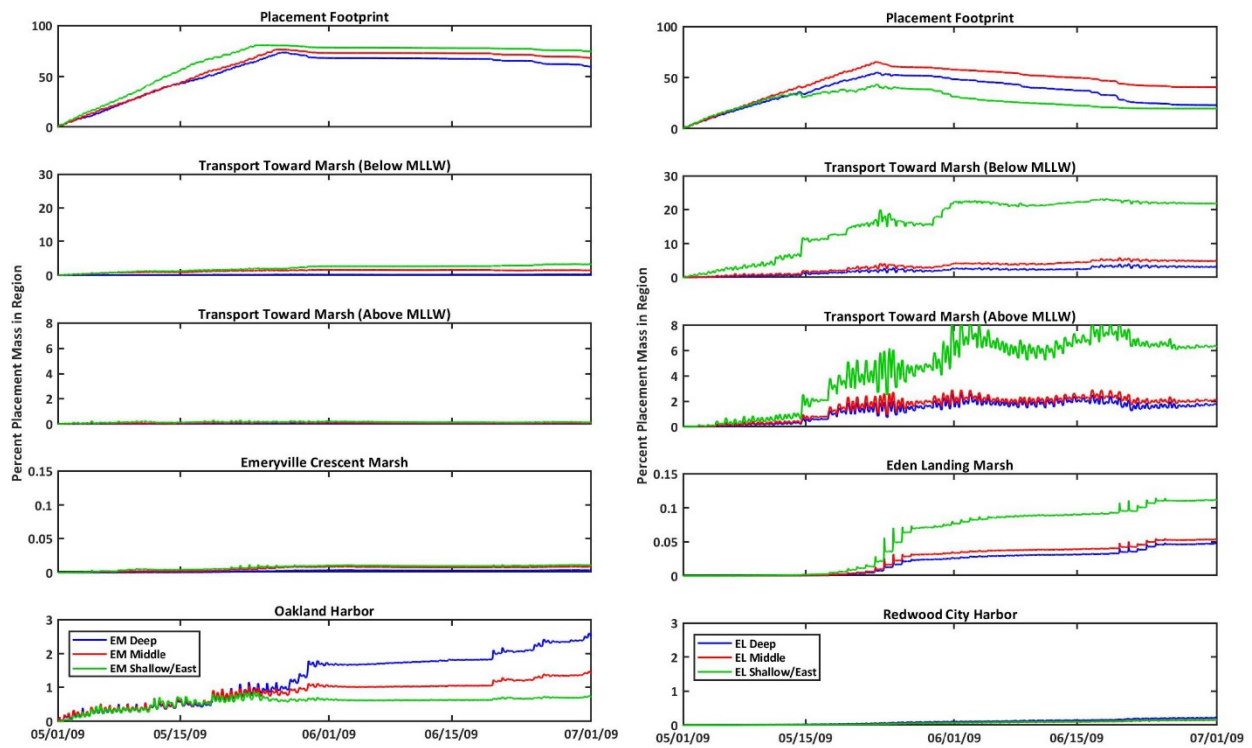 Placement Footprint
100
50
0
Transport Toward Marsh (Below MLLW)
30
20
10
0
Transport Toward Marsh (Above MLLW)
8
6
4
2
0
Emeryville Crescent Marsh
0.15
0.1
0.05
0
Oakland Harbor
3
2
1
0
EM Deep
EM Middle
EM Shallow/East
05/01/09 05/15/09 06/01/09 06/15/09 07/01/09
Percent Placement Mass in Region
Placement Footprint
100
50
0
Transport Toward Marsh (Below MLLW)
30
20
10
0
Transport Toward Marsh (Above MLLW)
8
6
4
2
0
Eden Landing Marsh
0.15
0.1
0.05
0
Redwood City Harbor
3
2
1
0
EL Deep
EL Middle
EL Shallow/East
05/01/09 05/15/09 06/01/09 06/15/09 07/01/09
Percent Placement Mass in Region